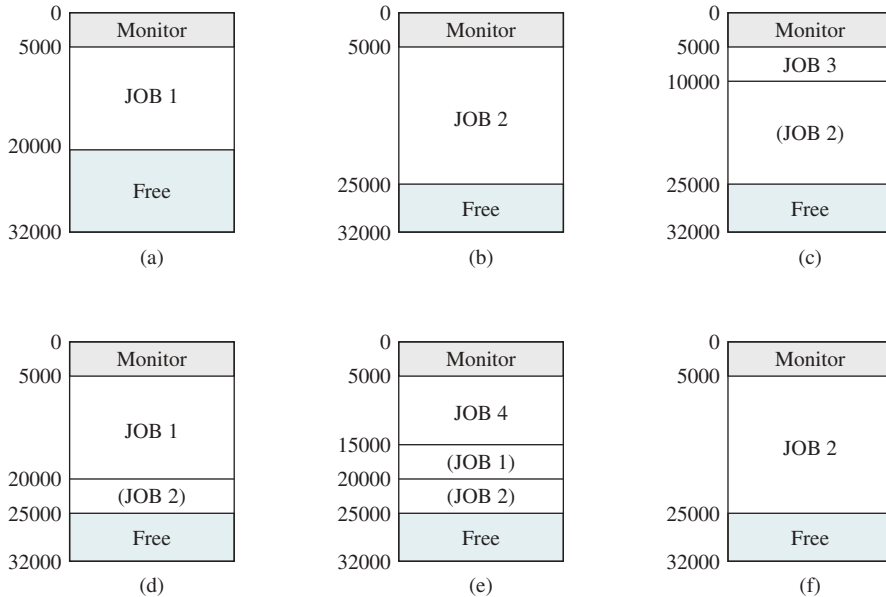 0
Monitor
5000
JOB 1
20000
Free
32000
(a)
0
Monitor
5000
JOB 2
25000
Free
32000
(b)
0
Monitor
5000
JOB 3
10000
(JOB 2)
25000
Free
32000
(c)
0
Monitor
5000
JOB 1
20000
(JOB 2)
25000
Free
32000
(d)
0
Monitor
5000
JOB 4
15000
(JOB 1)
20000
(JOB 2)
25000
Free
32000
(e)
0
Monitor
5000
JOB 2
25000
Free
32000
(f)